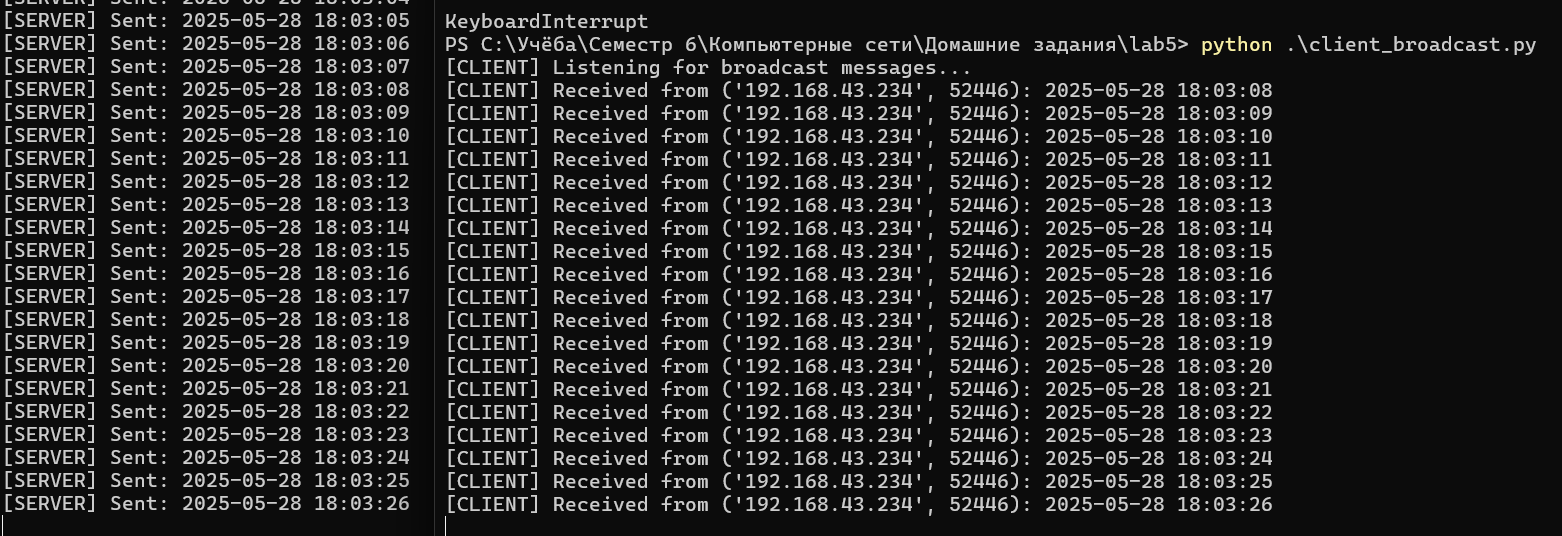 [SERVER] Sent: 2025-05-28 18:03:04
[SERVER] Sent: 2025-05-28 18:03:05
[SERVER] Sent: 2025-05-28 18:03:06
[SERVER] Sent: 2025-05-28 18:03:07
[SERVER] Sent: 2025-05-28 18:03:08
[SERVER] Sent: 2025-05-28 18:03:09
[SERVER] Sent: 2025-05-28 18:03:10
[SERVER] Sent: 2025-05-28 18:03:11
[SERVER] Sent: 2025-05-28 18:03:12
[SERVER] Sent: 2025-05-28 18:03:13
[SERVER] Sent: 2025-05-28 18:03:14
[SERVER] Sent: 2025-05-28 18:03:15
[SERVER] Sent: 2025-05-28 18:03:16
[SERVER] Sent: 2025-05-28 18:03:17
[SERVER] Sent: 2025-05-28 18:03:18
[SERVER] Sent: 2025-05-28 18:03:19
[SERVER] Sent: 2025-05-28 18:03:20
[SERVER] Sent: 2025-05-28 18:03:21
[SERVER] Sent: 2025-05-28 18:03:22
[SERVER] Sent: 2025-05-28 18:03:23
[SERVER] Sent: 2025-05-28 18:03:24
[SERVER] Sent: 2025-05-28 18:03:25
[SERVER] Sent: 2025-05-28 18:03:26
KeyboardInterrupt
PS C:\Учёба\Семестр 6\Компьютерные сети\Домашние задания\lab5> python .\client_broadcast.py
[CLIENT] Listening for broadcast messages...
[CLIENT] Received from ('192.168.43.234', 52446): 2025-05-28 18:03:08
[CLIENT] Received from ('192.168.43.234', 52446): 2025-05-28 18:03:09
[CLIENT] Received from ('192.168.43.234', 52446): 2025-05-28 18:03:10
[CLIENT] Received from ('192.168.43.234', 52446): 2025-05-28 18:03:11
[CLIENT] Received from ('192.168.43.234', 52446): 2025-05-28 18:03:12
[CLIENT] Received from ('192.168.43.234', 52446): 2025-05-28 18:03:13
[CLIENT] Received from ('192.168.43.234', 52446): 2025-05-28 18:03:14
[CLIENT] Received from ('192.168.43.234', 52446): 2025-05-28 18:03:15
[CLIENT] Received from ('192.168.43.234', 52446): 2025-05-28 18:03:16
[CLIENT] Received from ('192.168.43.234', 52446): 2025-05-28 18:03:17
[CLIENT] Received from ('192.168.43.234', 52446): 2025-05-28 18:03:18
[CLIENT] Received from ('192.168.43.234', 52446): 2025-05-28 18:03:19
[CLIENT] Received from ('192.168.43.234', 52446): 2025-05-28 18:03:20
[CLIENT] Received from ('192.168.43.234', 52446): 2025-05-28 18:03:21
[CLIENT] Received from ('192.168.43.234', 52446): 2025-05-28 18:03:22
[CLIENT] Received from ('192.168.43.234', 52446): 2025-05-28 18:03:23
[CLIENT] Received from ('192.168.43.234', 52446): 2025-05-28 18:03:24
[CLIENT] Received from ('192.168.43.234', 52446): 2025-05-28 18:03:25
[CLIENT] Received from ('192.168.43.234', 52446): 2025-05-28 18:03:26